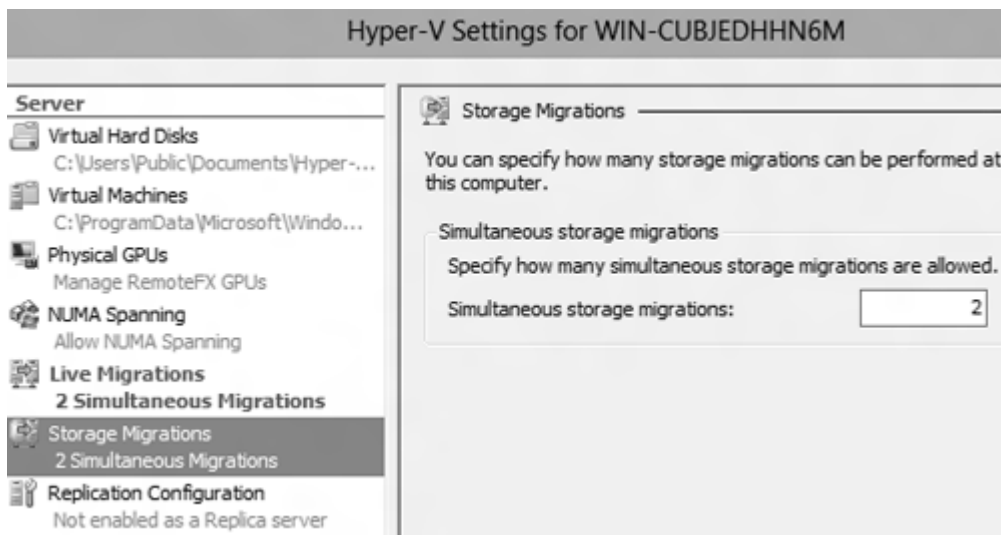 Hyper-V Settings for WIN-CUBJEDHHN6M
Server
Virtual Hard Disks
C:\Users\Public\Documents\Hyper-...
Virtual Machines
C:\ProgramData\Microsoft\Windo...
Physical GPUs
Manage RemoteFX GPUs
NUMA Spanning
Allow NUMA Spanning
Live Migrations
2 Simultaneous Migrations
Storage Migrations
2 Simultaneous Migrations
Replication Configuration
Not enabled as a Replica server
Storage Migrations
You can specify how many storage migrations can be performed at
this computer.
Simultaneous storage migrations
Specify how many simultaneous storage migrations are allowed.
Simultaneous storage migrations: 2